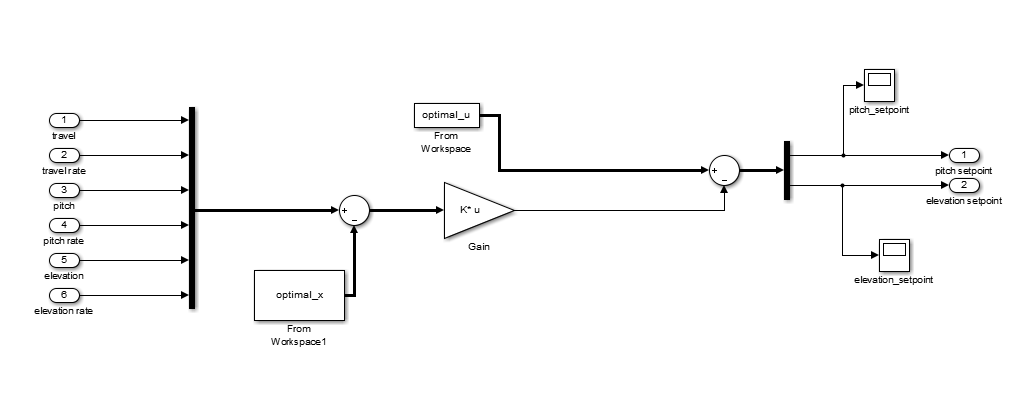 1
travel
2
travel rate
3
pitch
4
pitch rate
5
elevation
6
elevation rate
+
−
optimal_x
From
Workspace1
optimal_u
From
Workspace
K* u
Gain
+
−
pitch_setpoint
1
pitch setpoint
2
elevation setpoint
elevation_setpoint